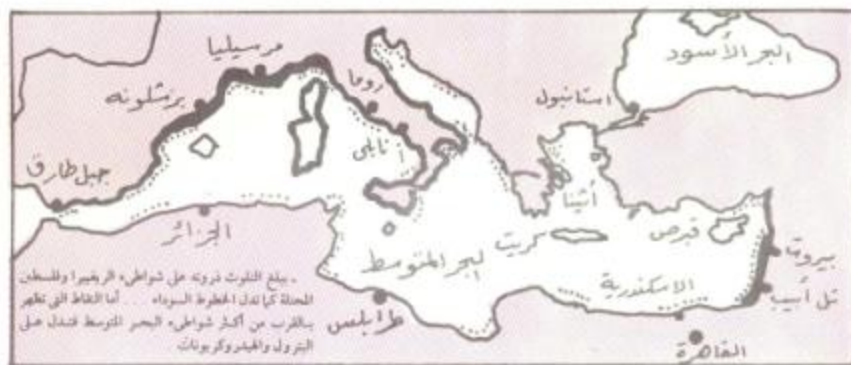 البحر الأسود
مرسيليا
روما
استانبول
برشلونه
نابلي
جبل طارق
أثينا
الجزائر
قبرص
كريت
بيروت
البحر المتوسط
الاسكندرية
تل أبيب
طرابلس
القاهرة
ـ يبلغ التلوث ذروته على شواطىء الريفييرا وفلسطين
المحتلة كما تدل الخطوط السوداء ... أما النقاط التي تظهر
بالقرب من أكثر شواطىء البحر المتوسط فتدل على
البترول والهيدروكربونات.